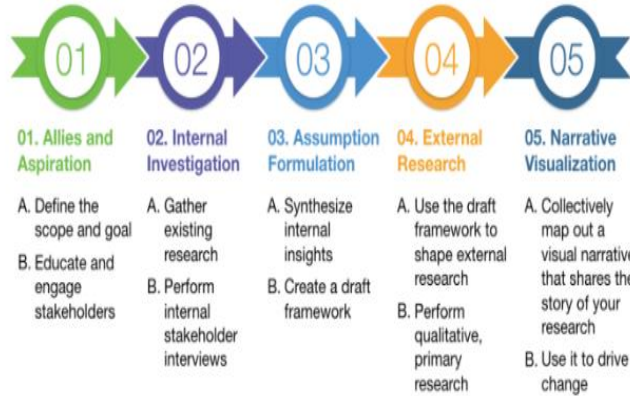 01
02
03
04
05
01. Allies and
Aspiration
A. Define the
scope and goal
B. Educate and
engage
stakeholders
02. Internal
Investigation
A. Gather
existing
research
B. Perform
internal
stakeholder
interviews
03. Assumption
Formulation
A. Synthesize
internal
insights
B. Create a draft
framework
04. External
Research
A. Use the draft
framework to
shape external
research
B. Perform
qualitative,
primary
research
05. Narrative
Visualization
A. Collectively
map out a
visual narrative
that shares the
story of your
research
B. Use it to drive
change